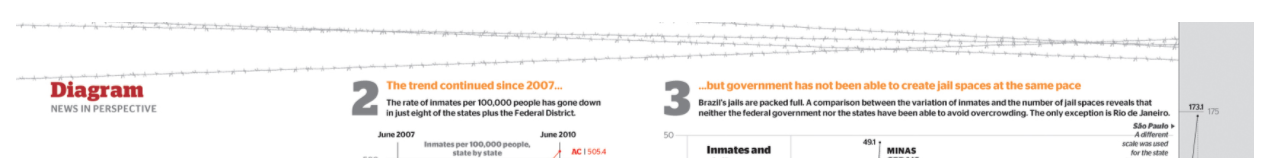 Diagram
NEWS IN PERSPECTIVE
2
The trend continued since 2007...
The rate of inmates per 100,000 people has gone down
in just eight of the states plus the Federal District.
June 2007
June 2010
Inmates per 100,000 people,
state by state
AC | 505.4
3
...but government has not been able to create jail spaces at the same pace
Brazil's jails are packed full. A comparison between the variation of inmates and the number of jail spaces reveals that
neither the federal government nor the states have been able to avoid overcrowding. The only exception is Rio de Janeiro.
50
Inmates and
49.1
MINAS
São Paulo
A different
scale was used
for the state
173.1
175